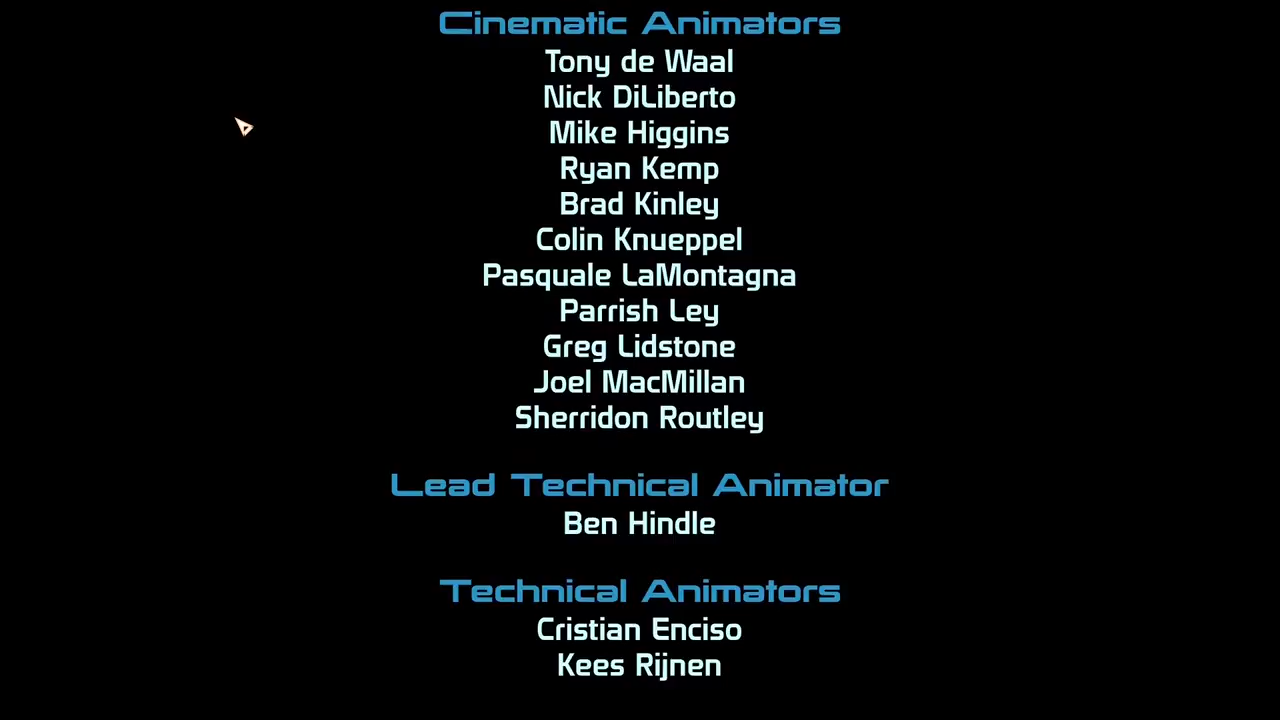 Cinematic Animators
Tony de Waal
Nick DiLiberto
Mike Higgins
Ryan Kemp
Brad Kinley
Colin Knueppel
Pasquale LaMontagna
Parrish Ley
Greg Lidstone
Joel MacMillan
Sherridon Routley
Lead Technical Animator
Ben Hindle
Technical Animators
Cristian Enciso
Kees Rijnen